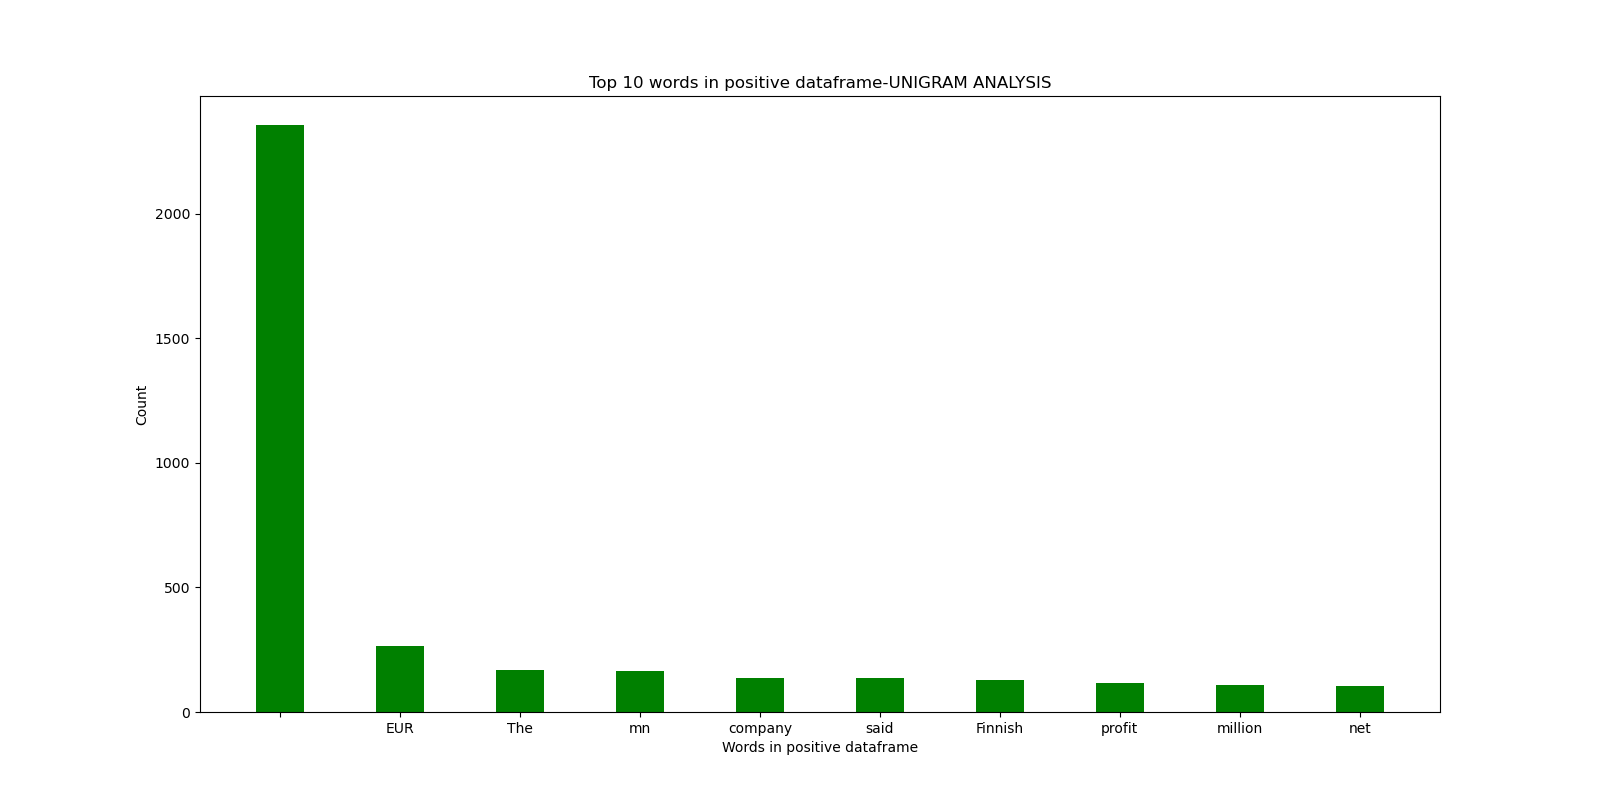 Top 10 words in positive dataframe-UNIGRAM ANALYSIS
2000
1500
1000
500
0
Count
EUR The mn company said Finnish profit million net
Words in positive dataframe